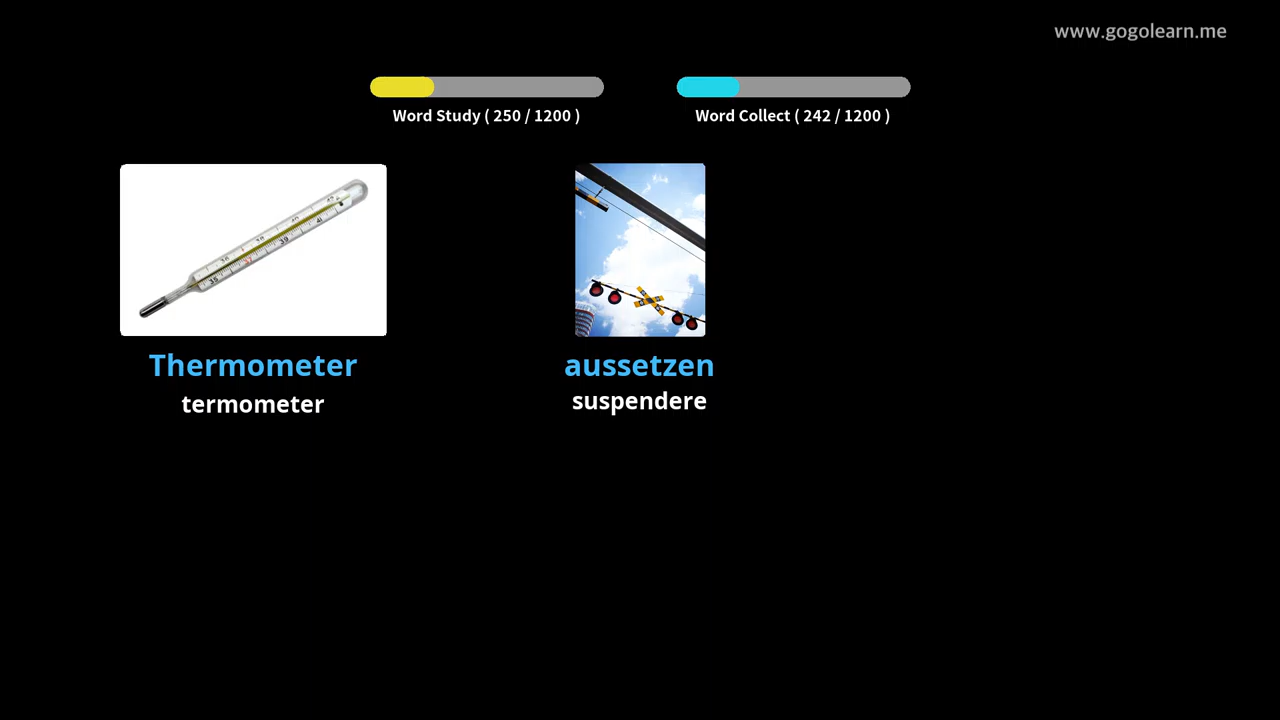 www.gogolearn.me
Word Study ( 250 / 1200 )
Word Collect ( 242 / 1200 )
Thermometer
termometer
aussetzen
suspendere